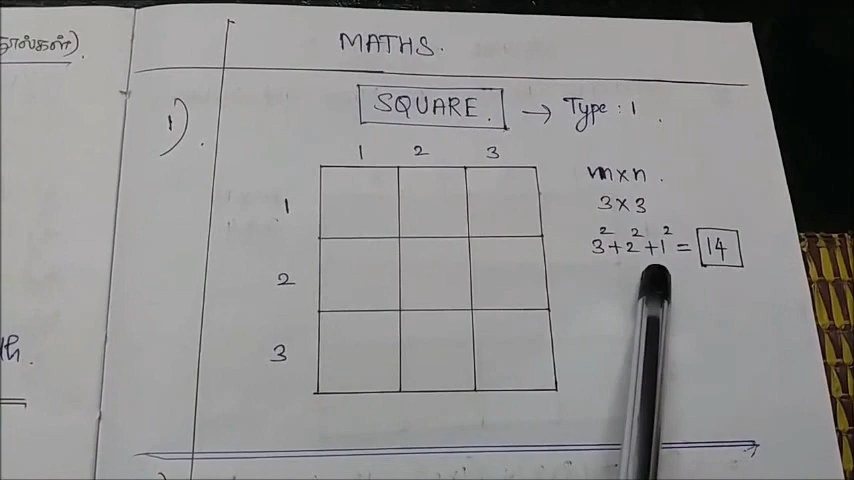 MATHS.
1).
SQUARE. → Type : 1.
1 2 3
1
2
3
m×n.
3×3
3²+2²+1² = 14